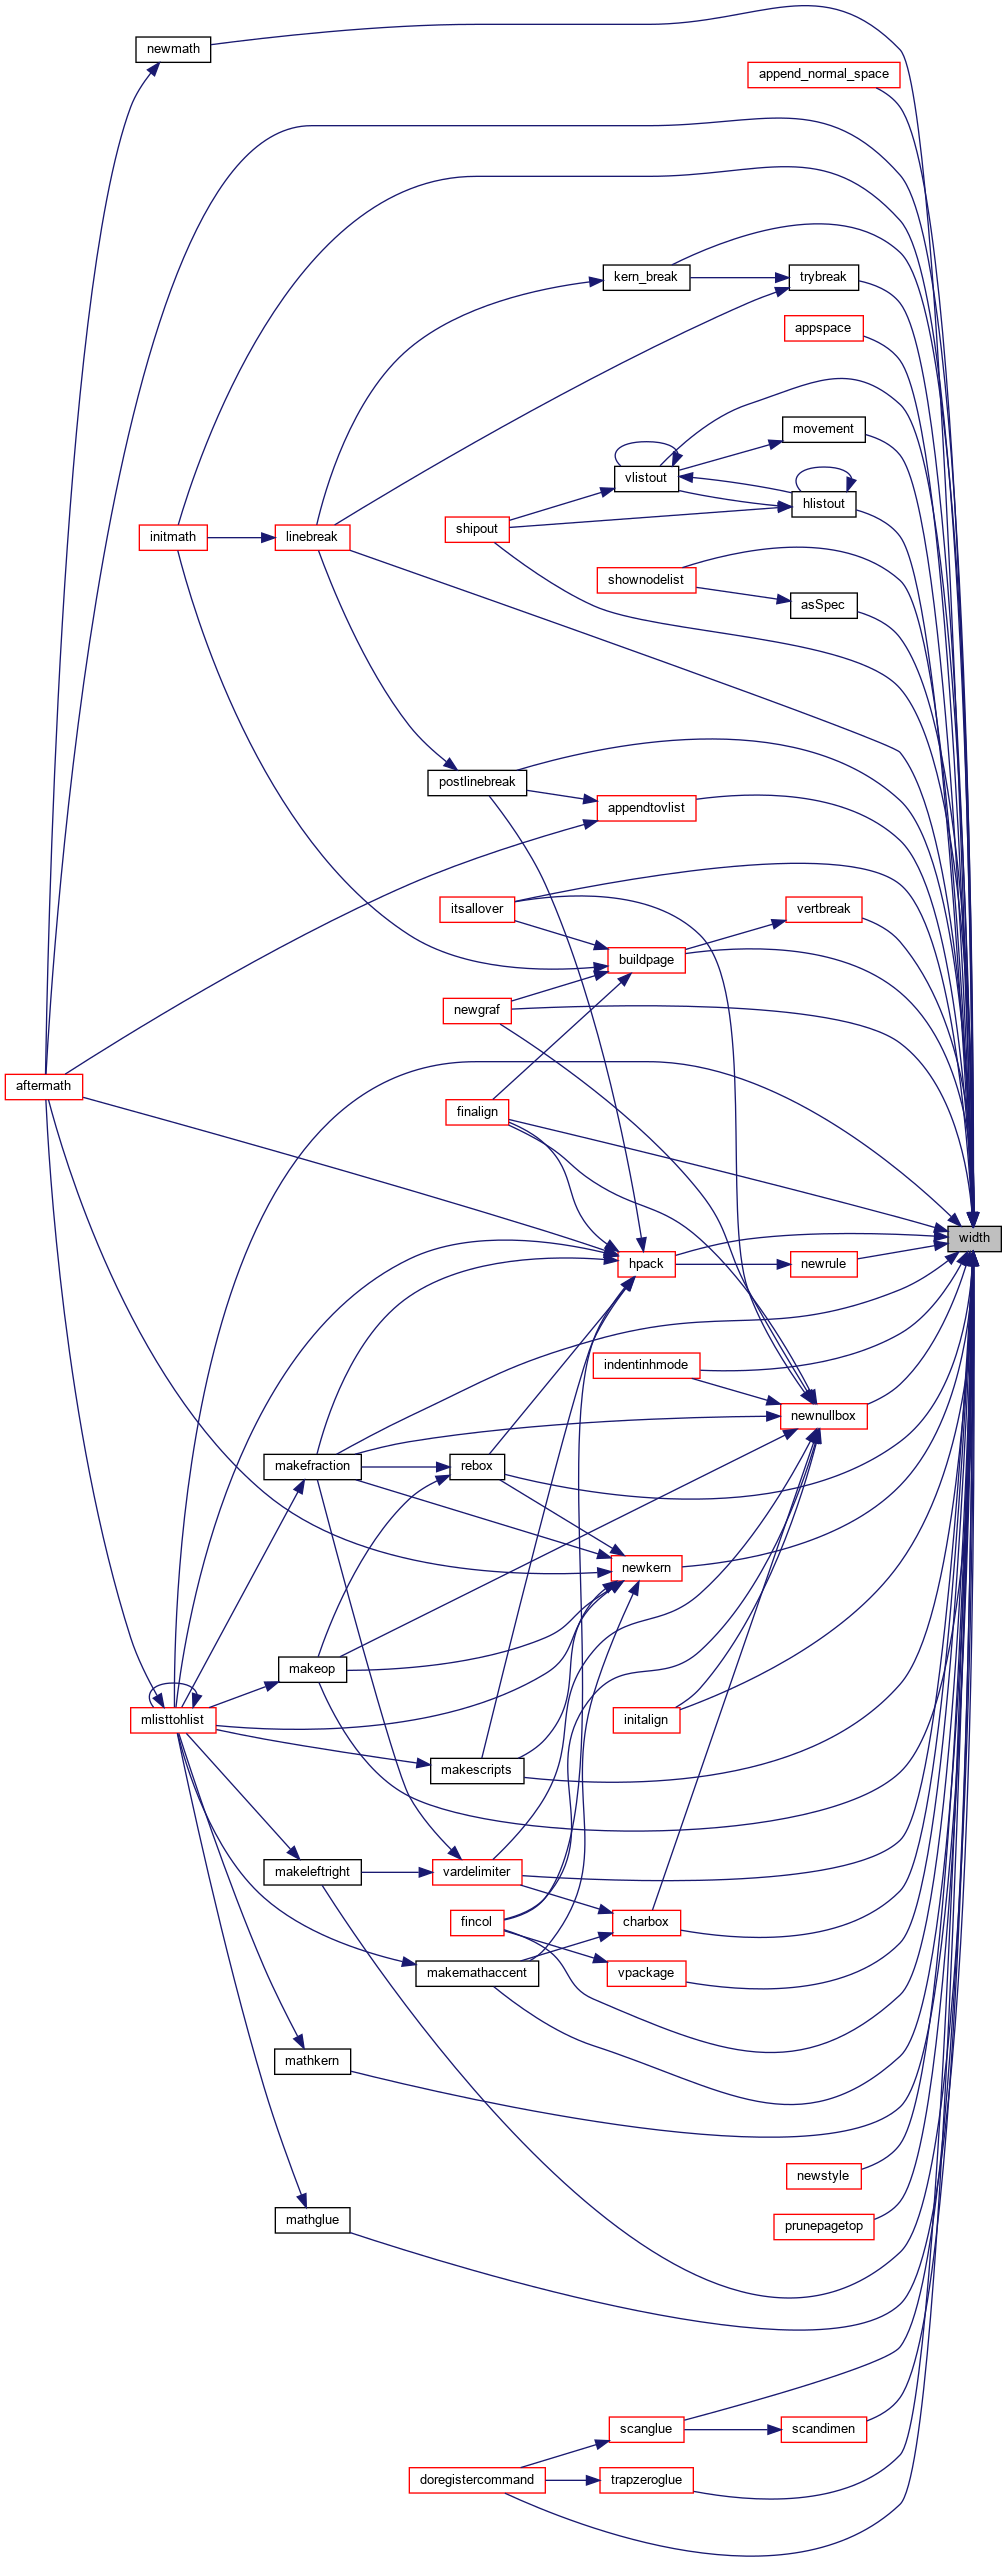 newmath
append_normal_space
kern_break
trybreak
appspace
movement
vlistout
hlistout
shipout
initmath
linebreak
shownodelist
asSpec
postlinebreak
appendtovlist
itsallover
vertbreak
buildpage
newgraf
aftermath
finalign
width
hpack
newrule
indentinhmode
newnullbox
makefraction
rebox
newkern
makeop
mlisttohlist
initalign
makescripts
makeleftright
vardelimiter
fincol
charbox
makemathaccent
vpackage
mathkern
newstyle
mathglue
prunepagetop
scanglue
scandimen
doregistercommand
trapzeroglue